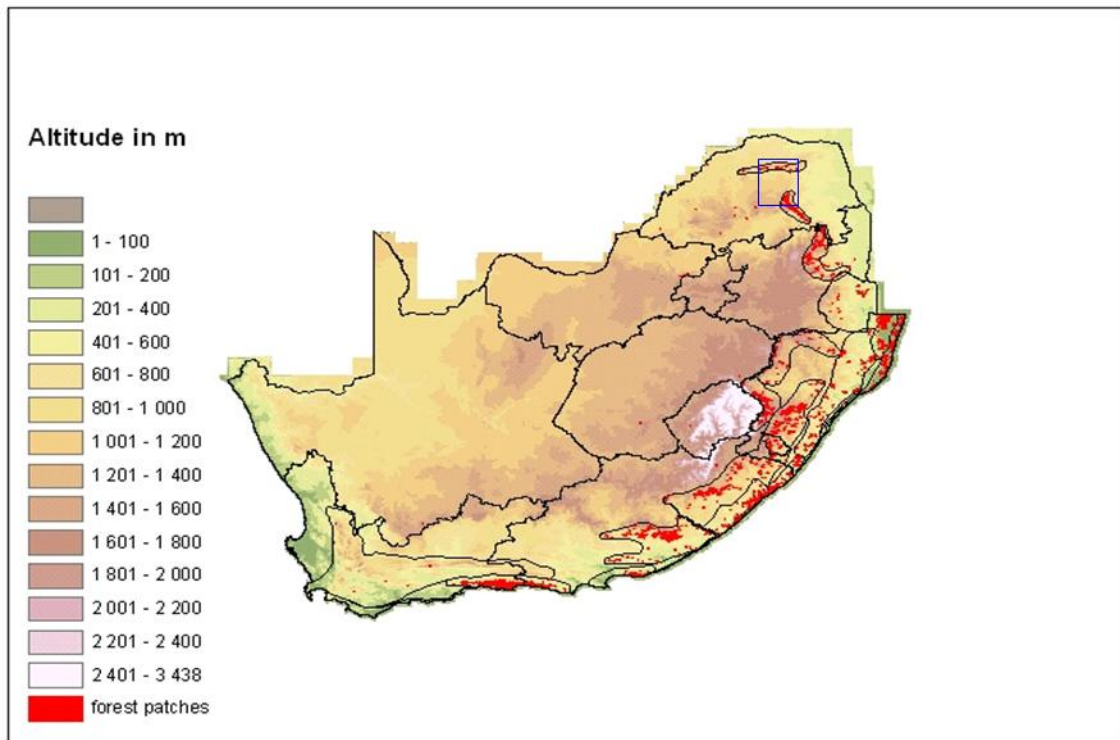 Altitude in m
1 - 100
101 - 200
201 - 400
401 - 600
601 - 800
801 - 1 000
1 001 - 1 200
1 201 - 1 400
1 401 - 1 600
1 601 - 1 800
1 801 - 2 000
2 001 - 2 200
2 201 - 2 400
2 401 - 3 438
forest patches